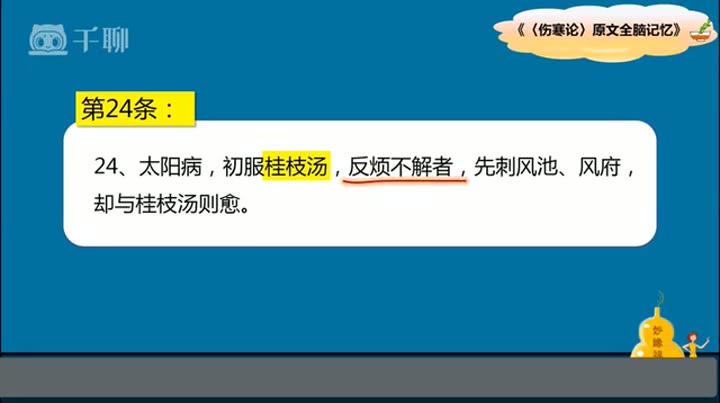 千聊
《〈伤寒论〉原文全脑记忆》
第24条：
24、太阳病，初服桂枝汤，反烦不解者，先刺风池、风府，
却与桂枝汤则愈。